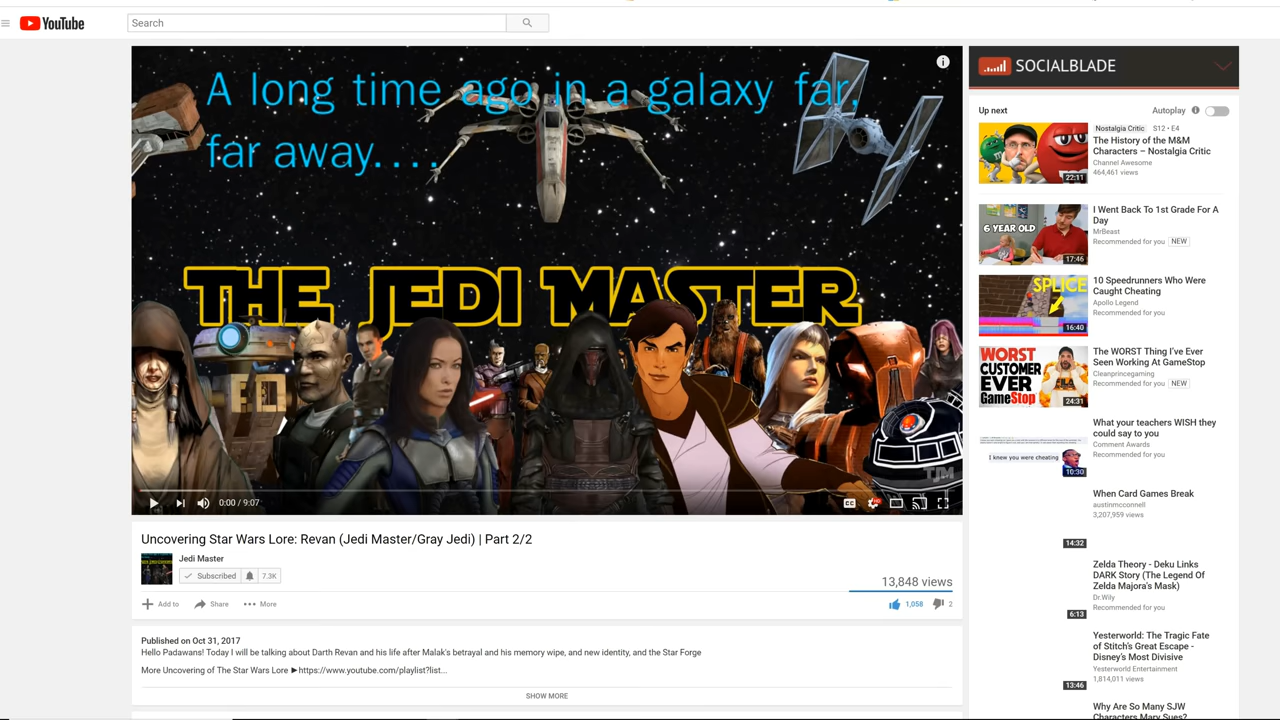 YouTube
Search
A long time ago in a galaxy far,
far away....
THE JEDI MASTER
TJM
0:00 / 9:07
CC
HD
Uncovering Star Wars Lore: Revan (Jedi Master/Gray Jedi) | Part 2/2
Jedi Master
Subscribed 7.3K
13,848 views
Add to Share More
1,058 2
Published on Oct 31, 2017
Hello Padawans! Today I will be talking about Darth Revan and his life after Malak's betrayal and his memory wipe, and new identity, and the Star Forge
More Uncovering of The Star Wars Lore ►https://www.youtube.com/playlist?list...
SHOW MORE
SOCIALBLADE
Up next
Autoplay
22:11
Nostalgia Critic S12 • E4
The History of the M&M
Characters – Nostalgia Critic
Channel Awesome
464,461 views
6 YEAR OLD
17:46
I Went Back To 1st Grade For A
Day
MrBeast
Recommended for you NEW
SPLICE
16:40
10 Speedrunners Who Were
Caught Cheating
Apollo Legend
Recommended for you
WORST
CUSTOMER
EVER
GameStop
24:31
The WORST Thing I've Ever
Seen Working At GameStop
Cleanprincegaming
Recommended for you NEW
I knew you were cheating
10:30
What your teachers WISH they
could say to you
Comment Awards
Recommended for you
14:32
When Card Games Break
austinmcconnell
3,207,959 views
6:13
Zelda Theory - Deku Links
DARK Story (The Legend Of
Zelda Majora's Mask)
Dr.Wily
Recommended for you
13:46
Yesterworld: The Tragic Fate
of Stitch's Great Escape -
Disney's Most Divisive
Yesterworld Entertainment
1,814,011 views
Why Are So Many SJW
Characters Mary Sues?